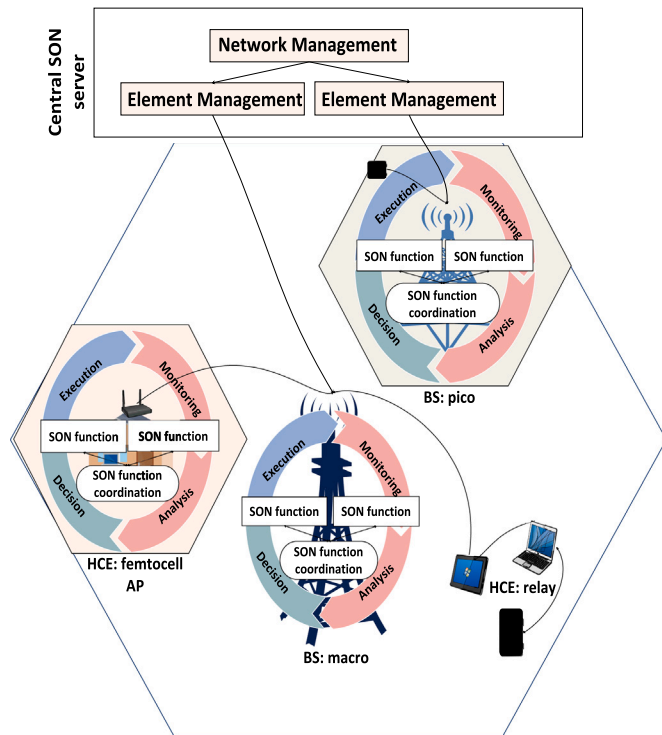 Central SON
server
Network Management
Element Management
Element Management
Execution
Monitoring
SON function
SON function
SON function
coordination
Decision
Analysis
BS: pico
Execution
Monitoring
SON function
SON function
SON function
coordination
Decision
Analysis
HCE: femtocell
AP
Execution
Monitoring
SON function
SON function
SON function
coordination
Decision
Analysis
BS: macro
HCE: relay